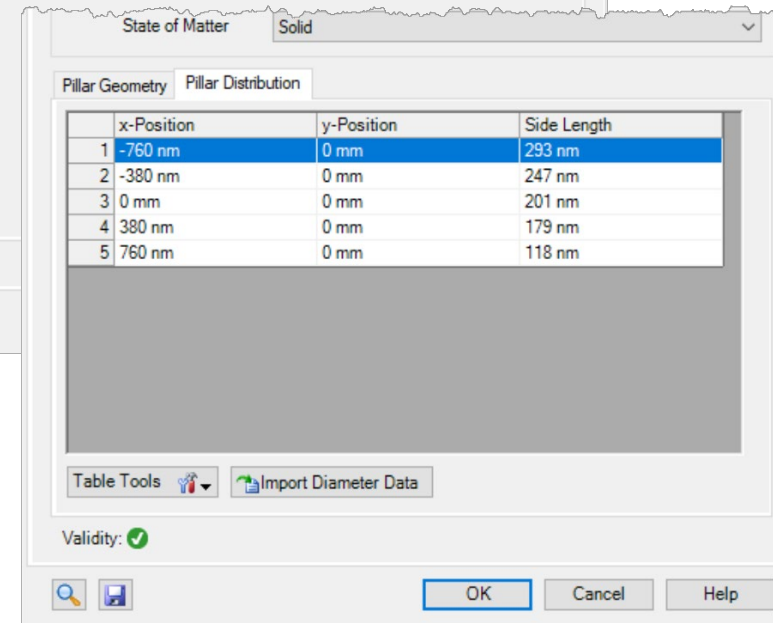 State of Matter Solid
Pillar Geometry Pillar Distribution
x-Position y-Position Side Length
1 -760 nm 0 mm 293 nm
2 -380 nm 0 mm 247 nm
3 0 mm 0 mm 201 nm
4 380 nm 0 mm 179 nm
5 760 nm 0 mm 118 nm
Table Tools Import Diameter Data
Validity:
OK Cancel Help